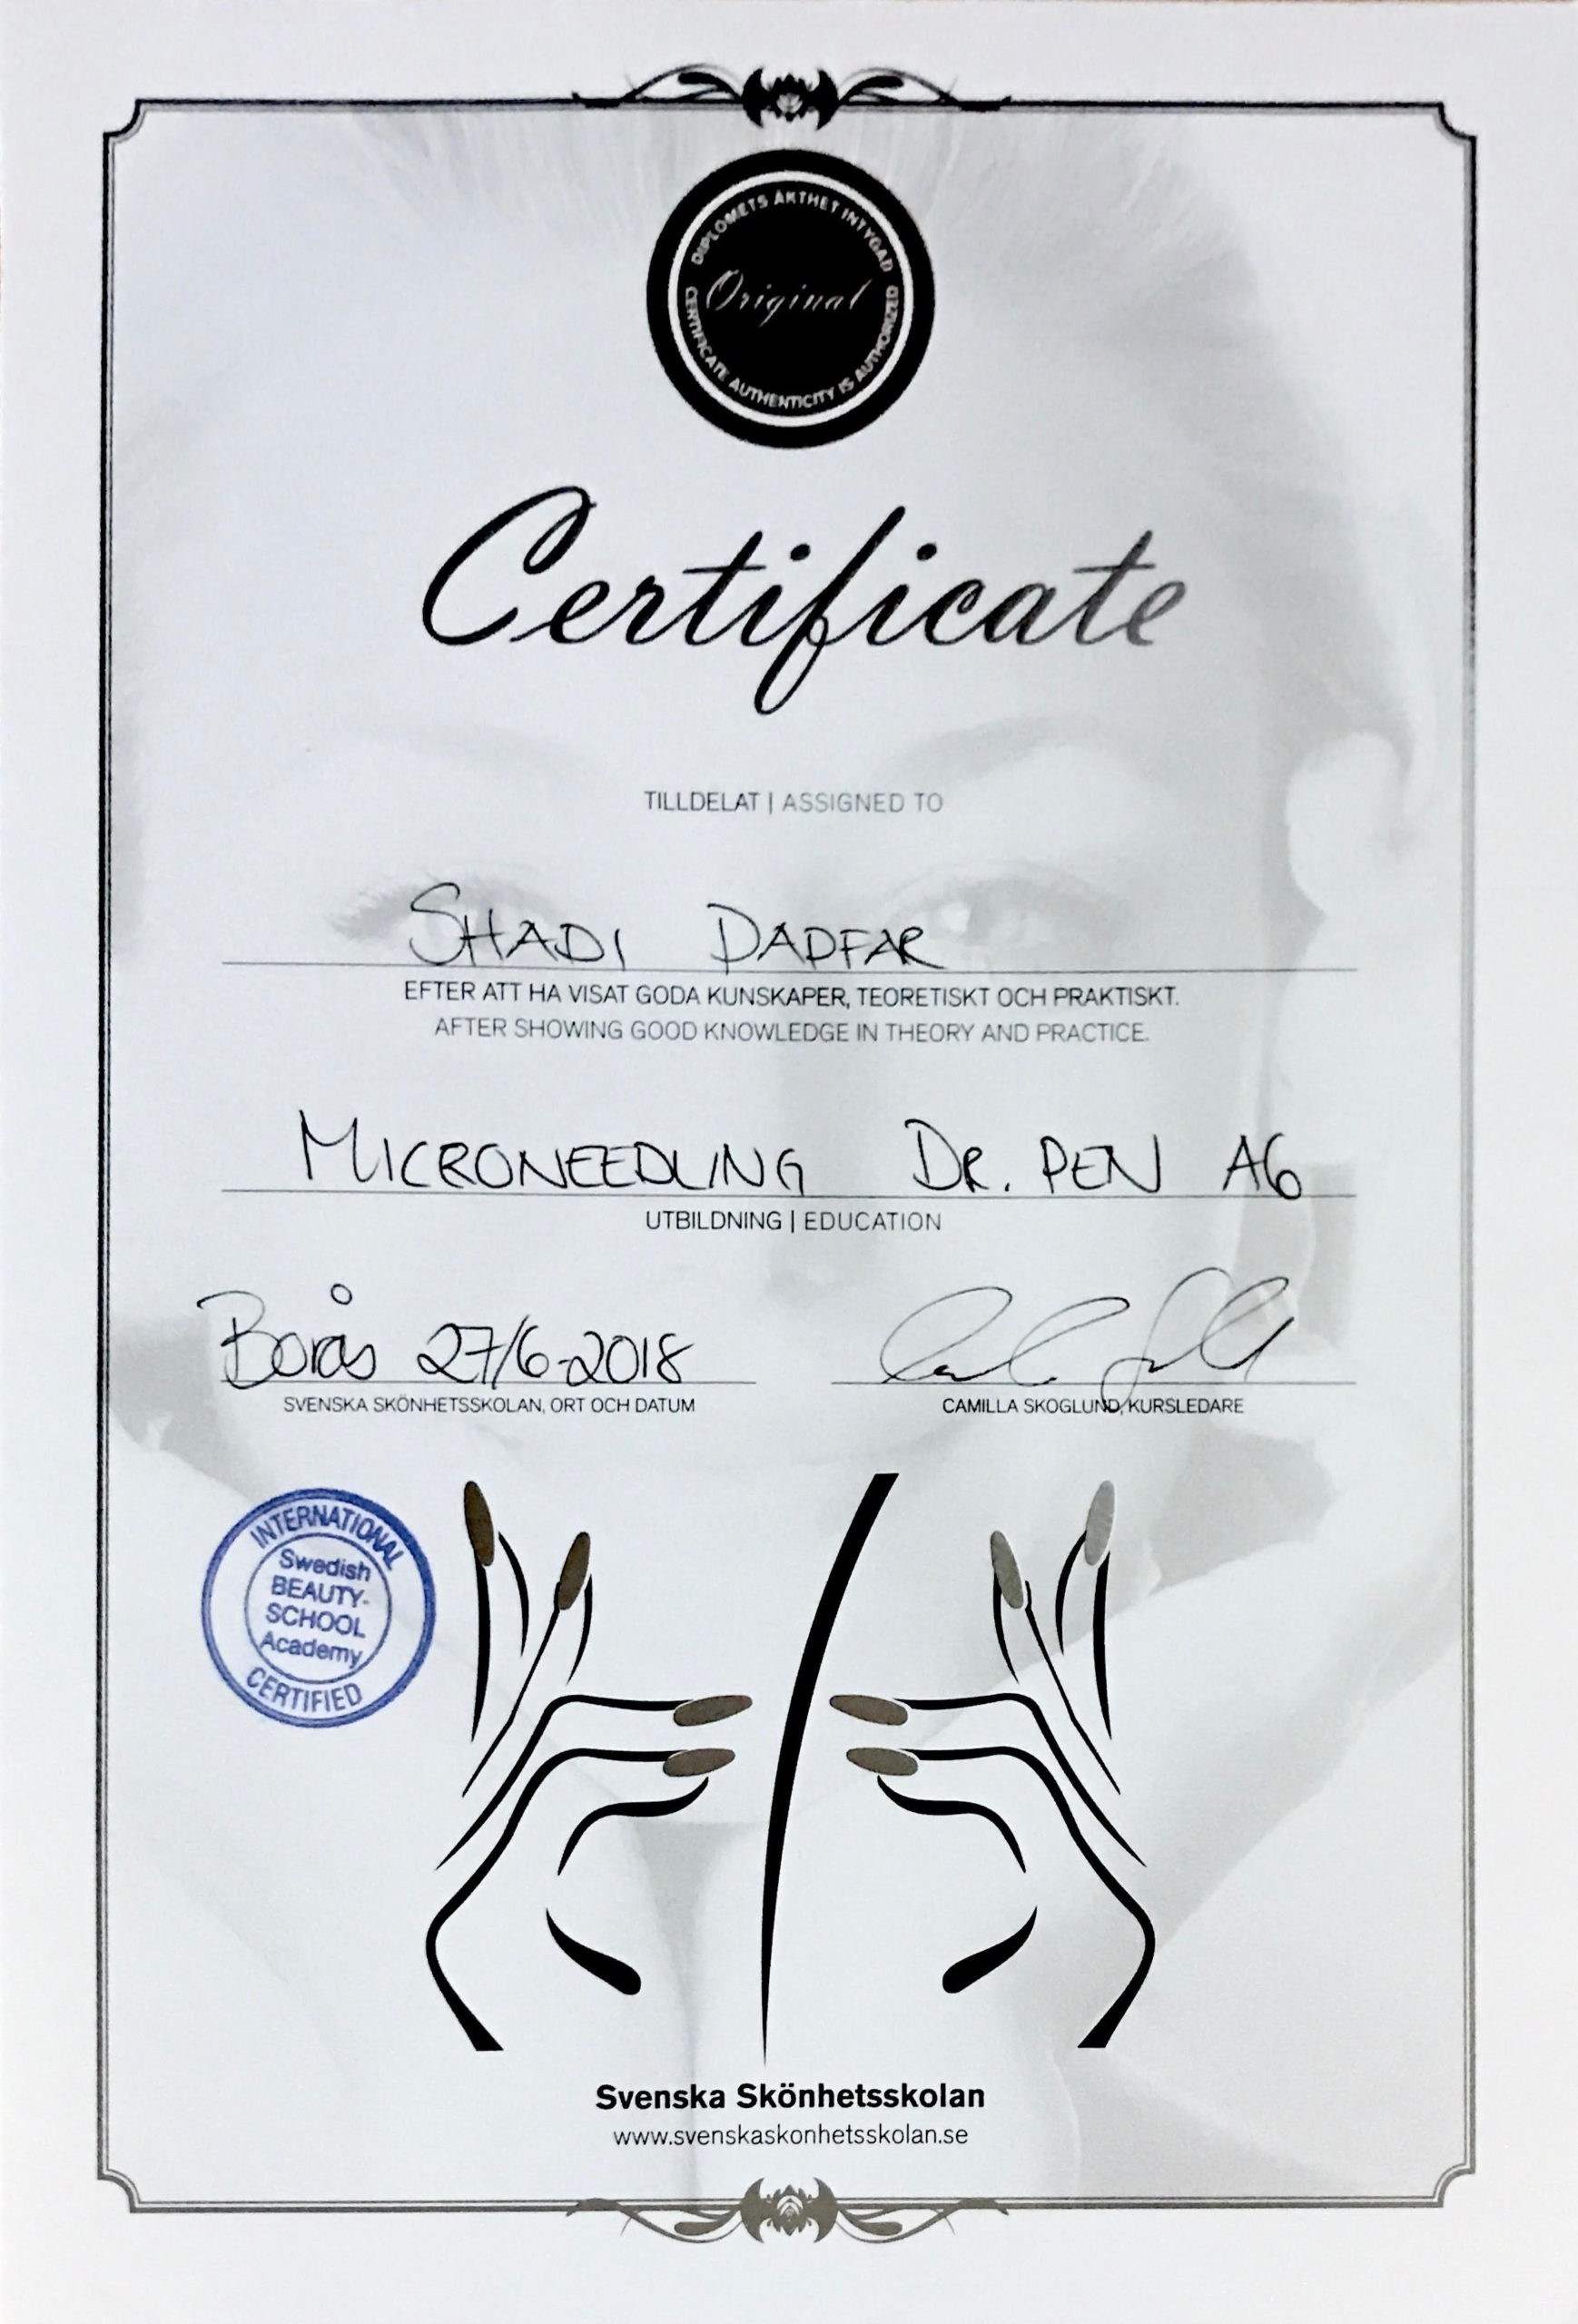 DIPLOMETS ÄKTHET INTYGAD
Original
CERTIFICATE AUTHENTICITY IS AUTHORIZED
Certificate
TILLDELAT | ASSIGNED TO
SHADI DADFAR
EFTER ATT HA VISAT GODA KUNSKAPER, TEORETISKT OCH PRAKTISKT.
AFTER SHOWING GOOD KNOWLEDGE IN THEORY AND PRACTICE.
MICRONEEDLING DR. PEN A6
UTBILDNING | EDUCATION
Borås 27/6-2018
SVENSKA SKÖNHETSSKOLAN, ORT OCH DATUM
CAMILLA SKOGLUND, KURSLEDARE
INTERNATIONAL
Swedish
BEAUTY-
SCHOOL
Academy
CERTIFIED
Svenska Skönhetsskolan
www.svenskaskonhetsskolan.se